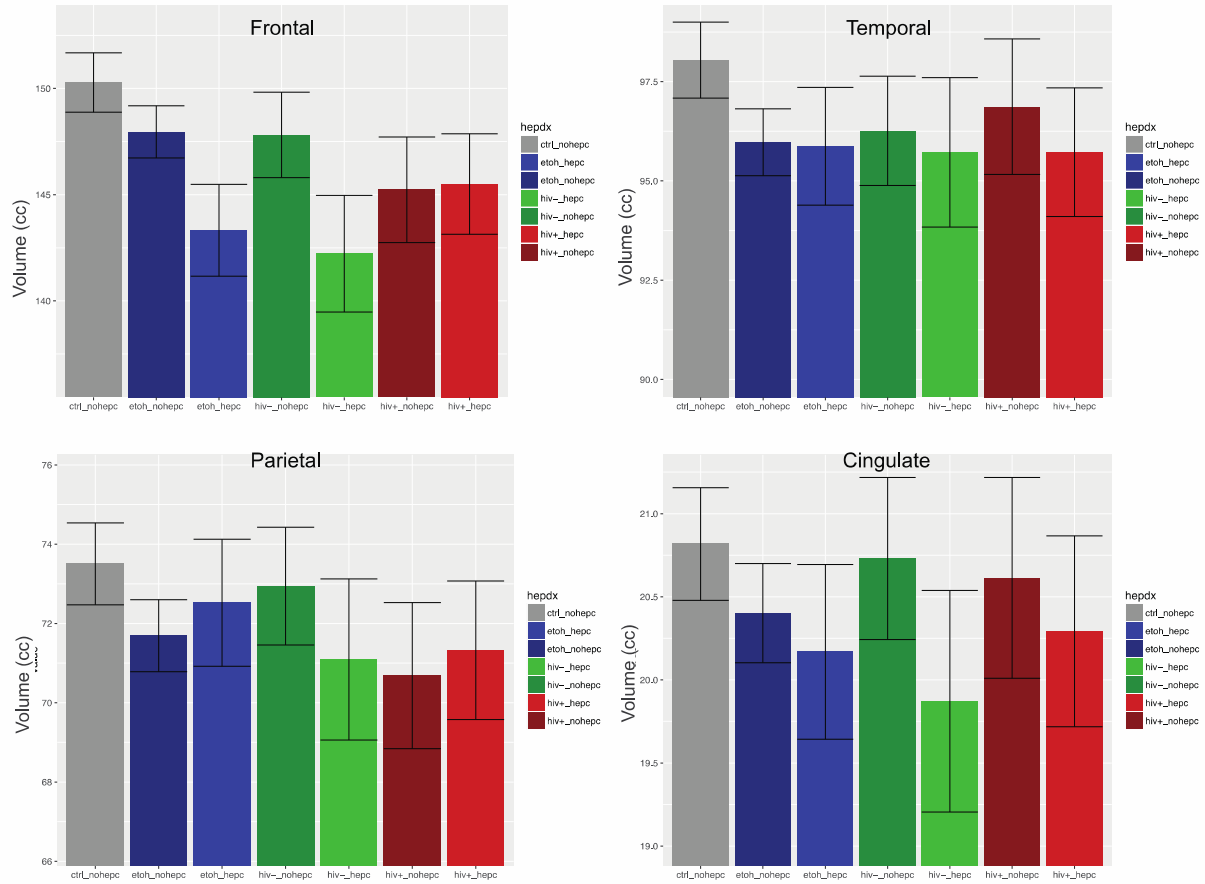 Frontal
150
145
140
Volume (cc)
ctrl_nohepc
etoh_nohepc
etoh_hepc
hiv−_nohepc
hiv−_hepc
hiv+_nohepc
hiv+_hepc
hepdx
ctrl_nohepc
etoh_hepc
etoh_nohepc
hiv−_hepc
hiv−_nohepc
hiv+_hepc
hiv+_nohepc
Temporal
97.5
95.0
92.5
90.0
Volume (cc)
ctrl_nohepc
etoh_nohepc
etoh_hepc
hiv−_nohepc
hiv−_hepc
hiv+_nohepc
hiv+_hepc
hepdx
ctrl_nohepc
etoh_hepc
etoh_nohepc
hiv−_hepc
hiv−_nohepc
hiv+_hepc
hiv+_nohepc
Parietal
76
74
72
70
68
66
Volume (cc)
ctrl_nohepc
etoh_nohepc
etoh_hepc
hiv−_nohepc
hiv−_hepc
hiv+_nohepc
hiv+_hepc
hepdx
ctrl_nohepc
etoh_hepc
etoh_nohepc
hiv−_hepc
hiv−_nohepc
hiv+_hepc
hiv+_nohepc
Cingulate
21.0
20.5
20.0
19.5
19.0
Volume (cc)
ctrl_nohepc
etoh_nohepc
etoh_hepc
hiv−_nohepc
hiv−_hepc
hiv+_nohepc
hiv+_hepc
hepdx
ctrl_nohepc
etoh_hepc
etoh_nohepc
hiv−_hepc
hiv−_nohepc
hiv+_hepc
hiv+_nohepc